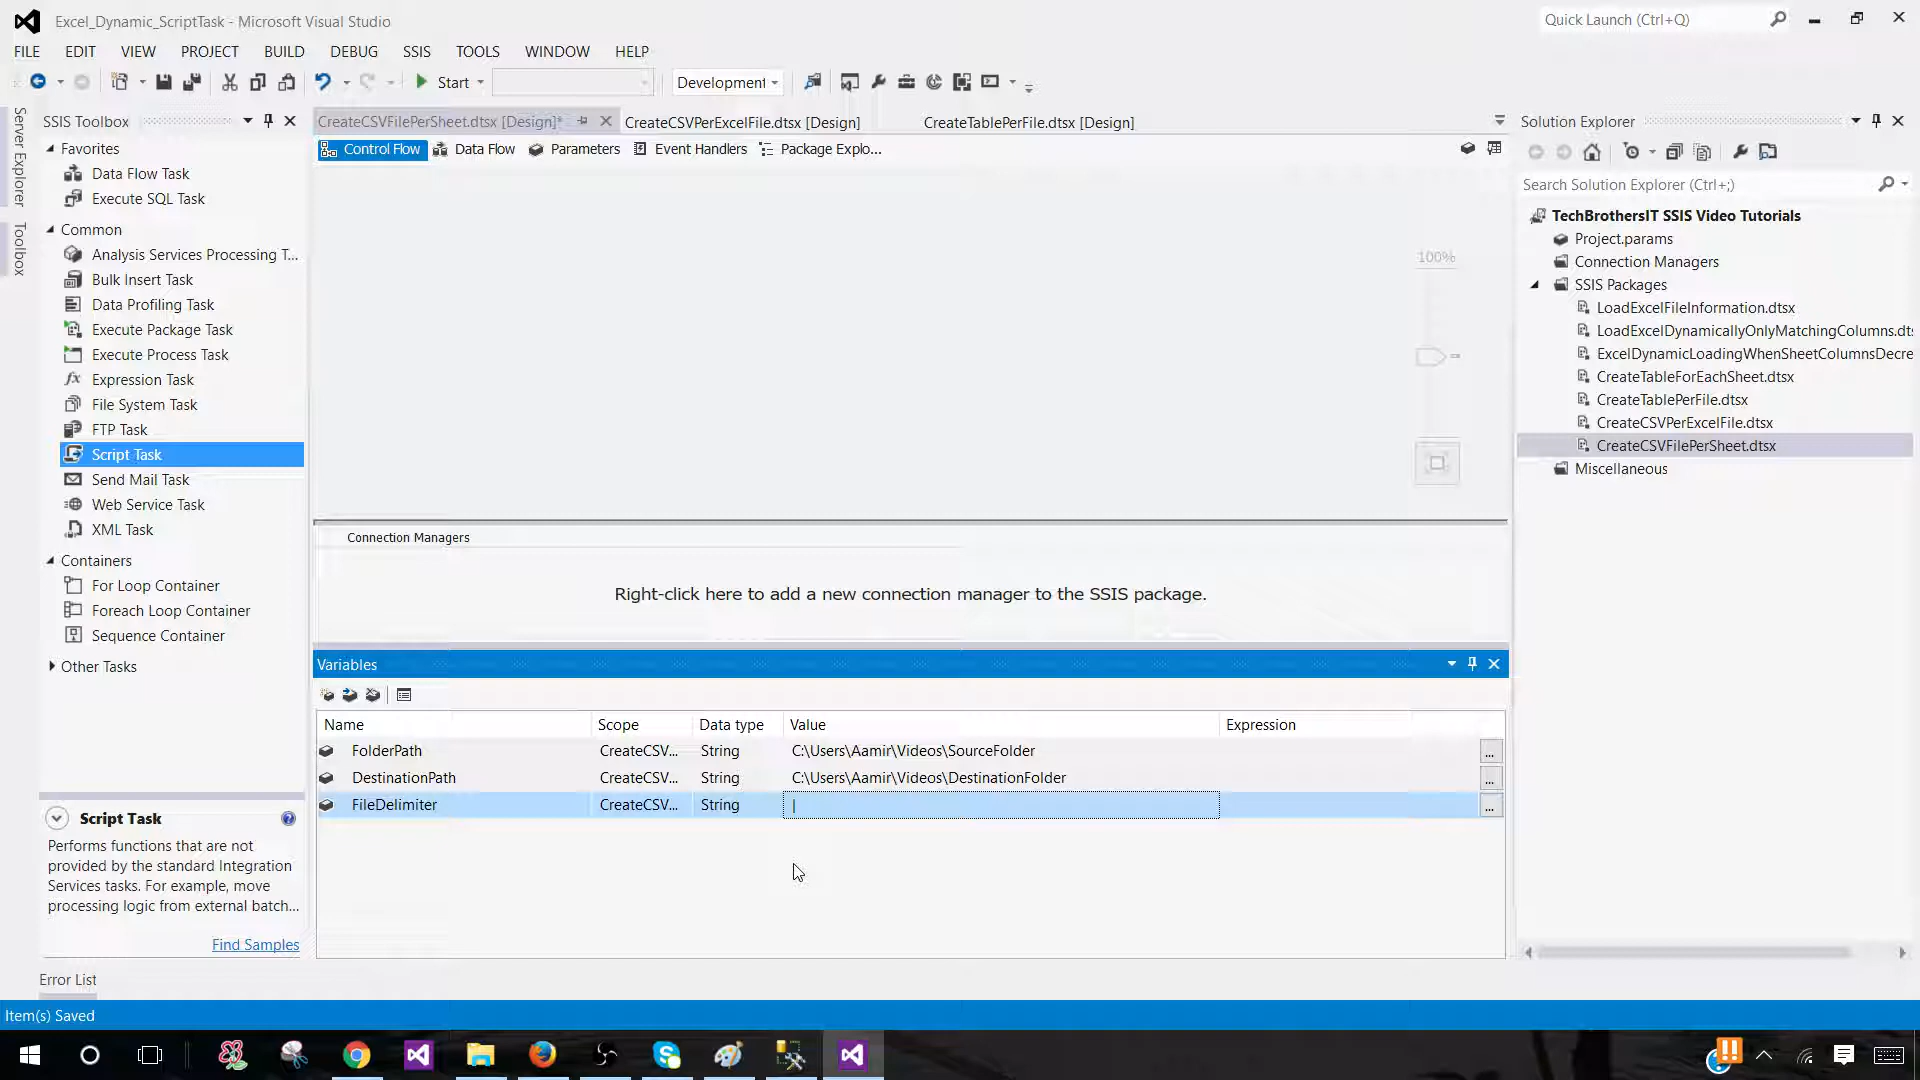 Excel_Dynamic_ScriptTask - Microsoft Visual Studio
Quick Launch (Ctrl+Q)
FILE EDIT VIEW PROJECT BUILD DEBUG SSIS TOOLS WINDOW HELP
Start
Development
Server Explorer
Toolbox
SSIS Toolbox
Favorites
Data Flow Task
Execute SQL Task
Common
Analysis Services Processing T...
Bulk Insert Task
Data Profiling Task
Execute Package Task
Execute Process Task
Expression Task
File System Task
FTP Task
Script Task
Send Mail Task
Web Service Task
XML Task
Containers
For Loop Container
Foreach Loop Container
Sequence Container
Other Tasks
Script Task
Performs functions that are not
provided by the standard Integration
Services tasks. For example, move
processing logic from external batch...
Find Samples
CreateCSVFilePerSheet.dtsx [Design]* CreateCSVPerExcelFile.dtsx [Design] CreateTablePerFile.dtsx [Design]
Control Flow Data Flow Parameters Event Handlers Package Explo...
100%
Connection Managers
Right-click here to add a new connection manager to the SSIS package.
Variables
Name Scope Data type Value Expression
FolderPath CreateCSV... String C:\Users\Aamir\Videos\SourceFolder ...
DestinationPath CreateCSV... String C:\Users\Aamir\Videos\DestinationFolder ...
FileDelimiter CreateCSV... String | ...
Solution Explorer
Search Solution Explorer (Ctrl+;)
TechBrothersIT SSIS Video Tutorials
Project.params
Connection Managers
SSIS Packages
LoadExcelFileInformation.dtsx
LoadExcelDynamicallyOnlyMatchingColumns.dts
ExcelDynamicLoadingWhenSheetColumnsDecre
CreateTableForEachSheet.dtsx
CreateTablePerFile.dtsx
CreateCSVPerExcelFile.dtsx
CreateCSVFilePerSheet.dtsx
Miscellaneous
Error List
Item(s) Saved